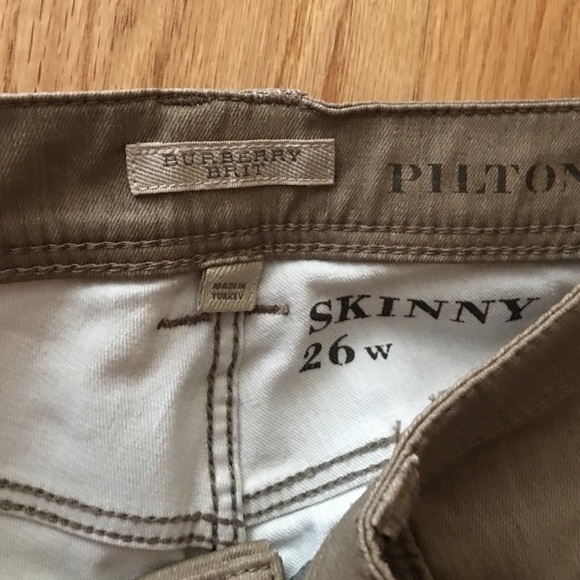 BURBERRY
BRIT
PILTON
MADE IN
TURKEY
SKINNY
26 W